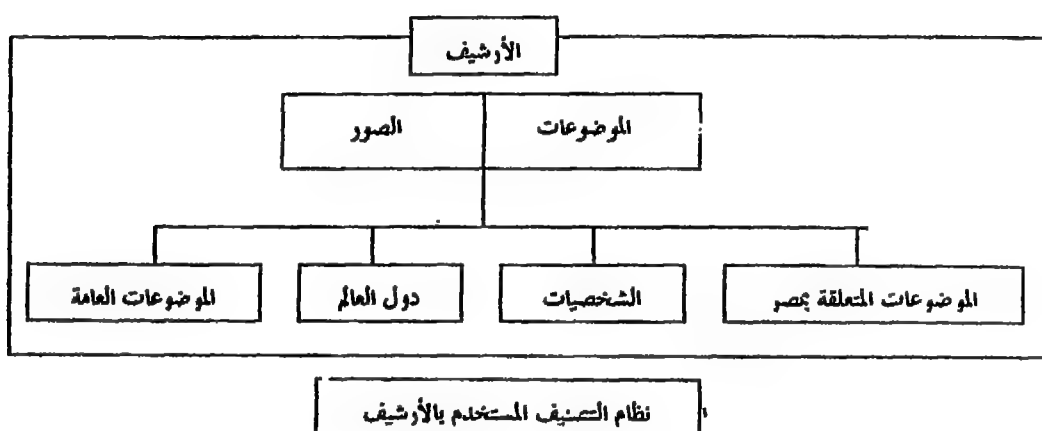 الأرشيف
الموضوعات الصور
الموضوعات المتعلقة بمصر الشخصيات دول العالم الموضوعات العامة
نظام التصنيف المستخدم بالأرشيف